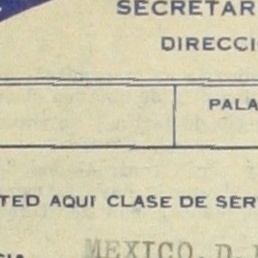 SECRETAR
DIRECCI
PALA
TED AQUI CLASE DE SER
MEXICO, D.